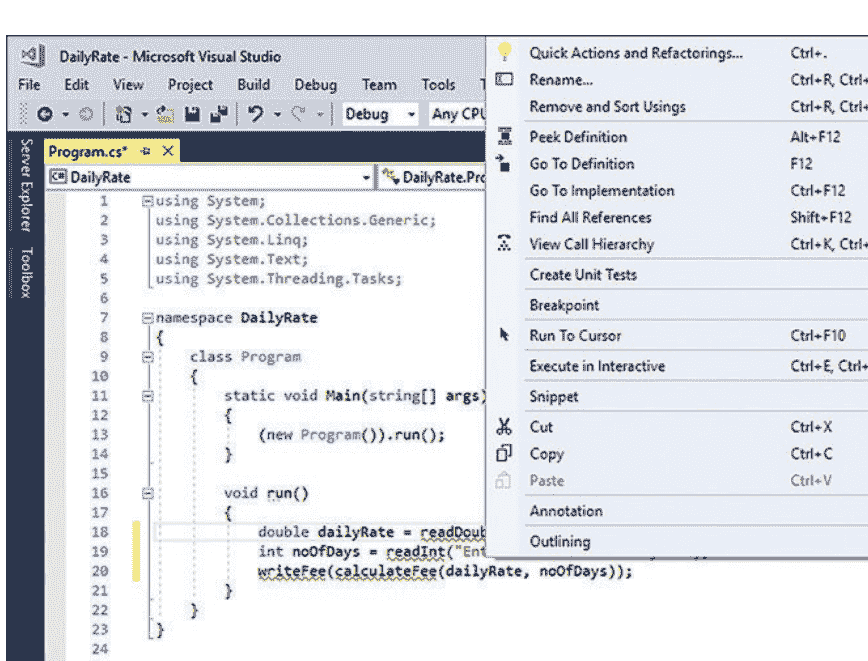 DailyRate - Microsoft Visual Studio
File Edit View Project Build Debug Team Tools
Debug Any CPU
Server Explorer
Toolbox
Program.cs*
DailyRate DailyRate.Pro
1 using System;
2 using System.Collections.Generic;
3 using System.Linq;
4 using System.Text;
5 using System.Threading.Tasks;
6
7 namespace DailyRate
8 {
9 class Program
10 {
11 static void Main(string[] args)
12 {
13 (new Program()).run();
14 }
15
16 void run()
17 {
18 double dailyRate = readDoub
19 int noOfDays = readInt("Ent
20 writeFee(calculateFee(dailyRate, noOfDays));
21 }
22 }
23 }
24
Quick Actions and Refactorings... Ctrl+.
Rename... Ctrl+R, Ctrl+
Remove and Sort Usings Ctrl+R, Ctrl+
Peek Definition Alt+F12
Go To Definition F12
Go To Implementation Ctrl+F12
Find All References Shift+F12
View Call Hierarchy Ctrl+K, Ctrl+
Create Unit Tests
Breakpoint
Run To Cursor Ctrl+F10
Execute in Interactive Ctrl+E, Ctrl+
Snippet
Cut Ctrl+X
Copy Ctrl+C
Paste Ctrl+V
Annotation
Outlining